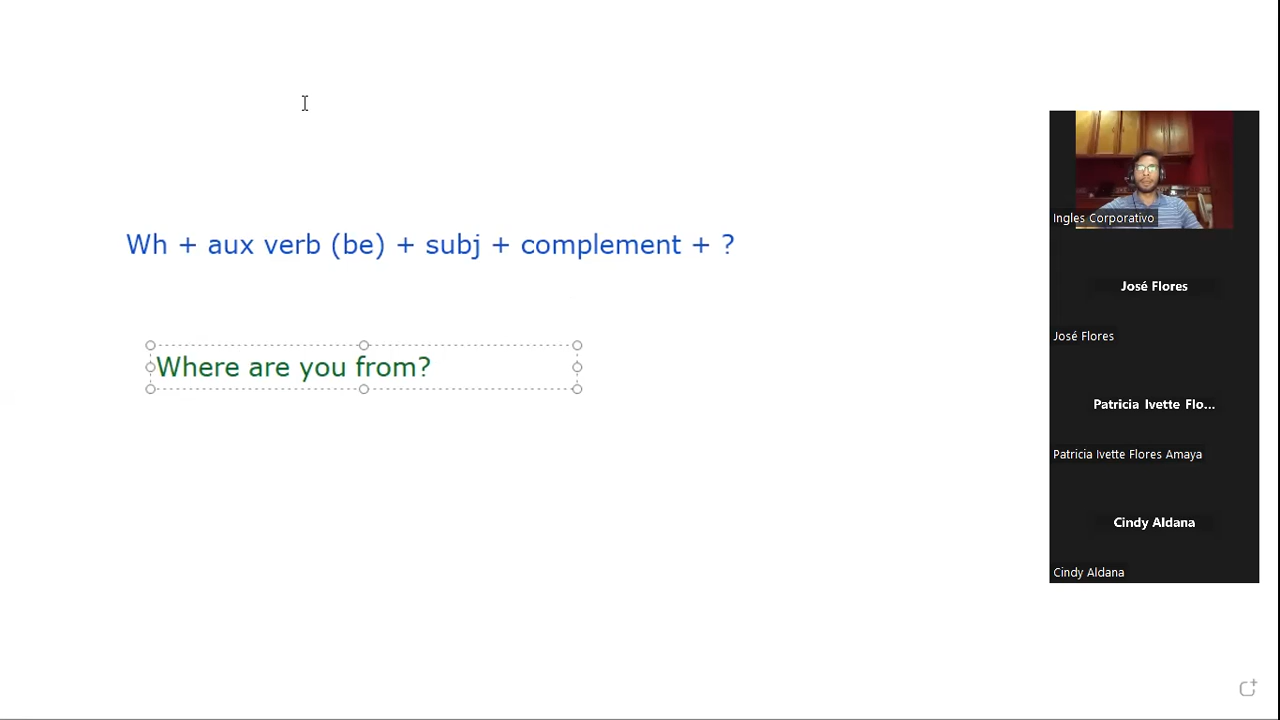 Wh + aux verb (be) + subj + complement + ?
Where are you from?
Ingles Corporativo
José Flores
José Flores
Patricia Ivette Flo...
Patricia Ivette Flores Amaya
Cindy Aldana
Cindy Aldana